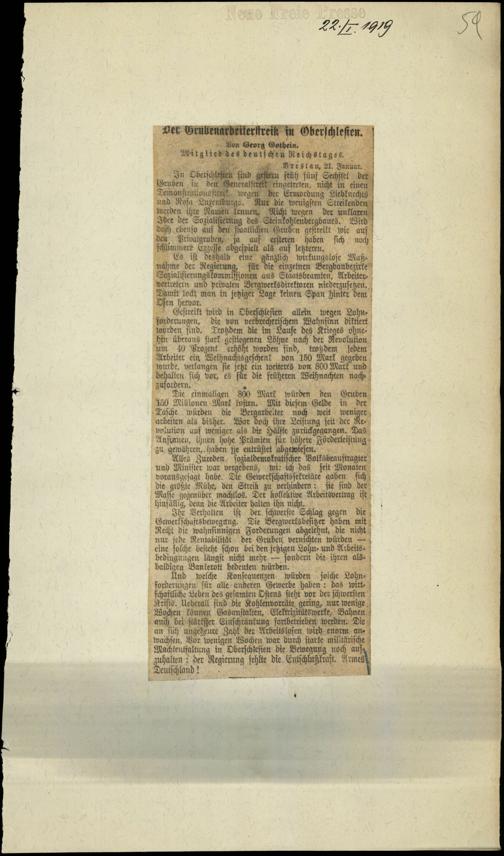 Neue Freie Presse
22./I. 1919
54
Der Grubenarbeiterstreik in Oberschlesien.
Von Georg Gothein.
Mitglied des deutschen Reichstages.
Breslau, 21. Januar.
In Oberschlesien sind gestern früh fünf Sechstel der
Gruben in den Generalstreik eingetreten, nicht in einen
Demonstrationsstreik wegen der Ermordung Liebknechts
und Rosa Luxenburgs. Nur die wenigsten Streikenden
werden ihre Namen kennen. Nicht wegen der unklaren
Idee der Sozialisierung des Steinkohlenbergbaues. Wird
doch ebenso auf den staatlichen Gruben gestreikt wie auf
den Privatgruben, ja auf ersteren haben sich noch
schlimmere Exzesse abgespielt als auf letzteren.
Es ist deshalb eine gänzlich wirkungslose Maß-
nahme der Regierung, für die einzelnen Bergbaubezirke
Sozialisierungskommissionen aus Staatsbeamten, Arbeiter-
vertretern und privaten Bergwerksdirektoren niederzusetzen.
Damit lockt man in jetziger Lage keinen Span hinter dem
Ofen hervor.
Gestreikt wird in Oberschlesien allein wegen Lohn-
forderungen, die von verbrecherischem Wahnsinn diktiert
worden sind. Trotzdem die im Laufe des Krieges ohne-
hin überaus stark gestiegenen Löhne nach der Revolution
um 40 Prozent erhöht worden sind, trotzdem jedem
Arbeiter ein Weihnachtsgeschenk von 150 Mark gegeben
wurde, verlangen sie jetzt ein weiteres von 800 Mark und
behalten sich vor, es für die früheren Weihnachten nach-
zufordern.
Die einmaligen 800 Mark würden den Gruben
150 Millionen Mark kosten. Mit diesem Gelde in der
Tasche würden die Bergarbeiter noch weit weniger
arbeiten als bisher. War doch ihre Leistung seit der Re-
volution auf weniger als die Hälfte zurückgegangen. Das
Ansinnen, ihnen hohe Prämien für höhere Förderleistung
zu gewähren, haben sie entrüstet abgewiesen.
Alles Zureden sozialdemokratischer Volksbeauftragter
und Minister war vergebens, wie ich das seit Monaten
vorausgesagt habe. Die Gewerkschaftssekretäre gaben sich
die größte Mühe, den Streik zu verhindern; sie sind der
Masse gegenüber machtlos. Der kollektive Arbeitsvertrag ist
hinfällig, denn die Arbeiter halten ihn nicht.
Ihr Verhalten ist der schwerste Schlag gegen die
Gewerkschaftsbewegung. Die Bergwerksbesitzer haben mit
Recht die wahnsinnigen Forderungen abgelehnt, die nicht
nur jede Rentabilität der Gruben vernichten würden —
eine solche besteht schon bei den jetzigen Lohn- und Arbeits-
bedingungen längst nicht mehr — sondern die ihren als-
baldigen Bankerott bedeuten würden.
Und welche Konsequenzen würden solche Lohn-
forderungen für alle anderen Gewerbe haben: das wirt-
schaftliche Leben des gesamten Ostens steht vor der schwersten
Krisis. Ueberall sind die Kohlenvorräte gering, nur wenige
Wochen können Gasanstalten, Elektrizitätswerke, Bahnen
auch bei stärkster Einschränkung fortbetrieben werden. Die
an sich ungeheure Zahl der Arbeitslosen wird enorm an-
wachsen. Vor wenigen Wochen war durch starke militärische
Machtentfaltung in Oberschlesien die Bewegung noch auf-
zuhalten; der Regierung fehlte die Entschlußkraft. Armes
Deutschland!